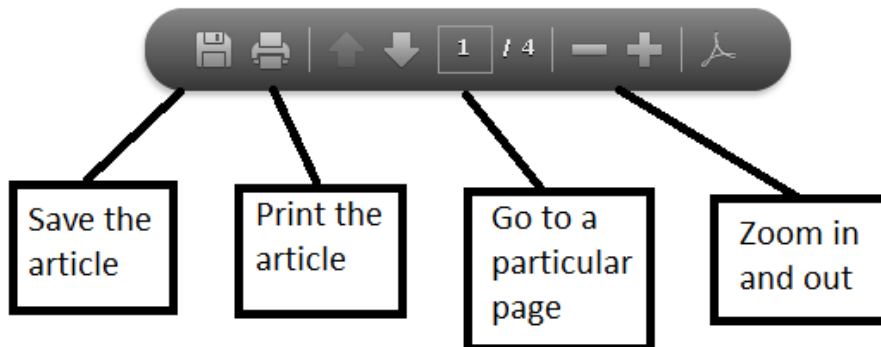 1 / 4
Save the
article
Print the
article
Go to a
particular
page
Zoom in
and out